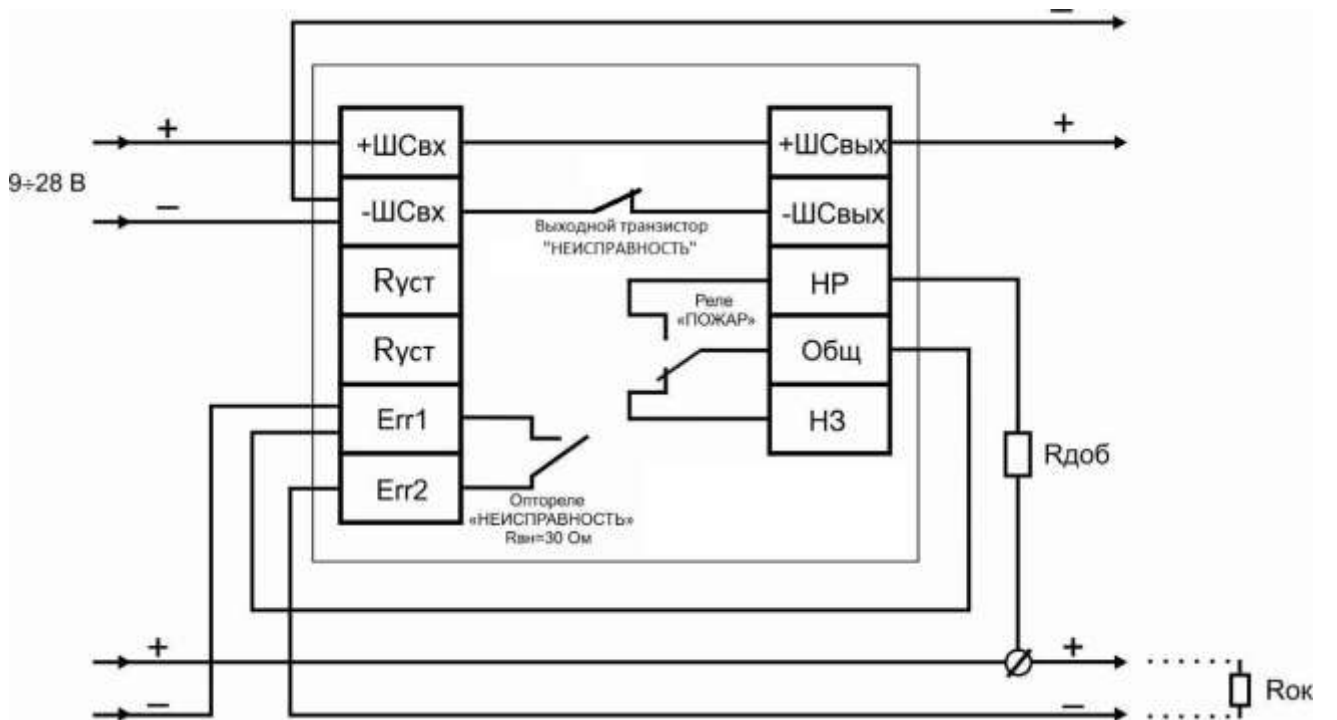 −
+
+ШСвх
+ШСвых
+
9÷28 В
−
-ШСвх
-ШСвых
Выходной транзистор
"НЕИСПРАВНОСТЬ"
Rуст
НР
Реле
«ПОЖАР»
Rуст
Общ
Err1
НЗ
Rдоб
Err2
Оптореле
«НЕИСПРАВНОСТЬ»
Rвн=30 Ом
+
+
−
−
Rок